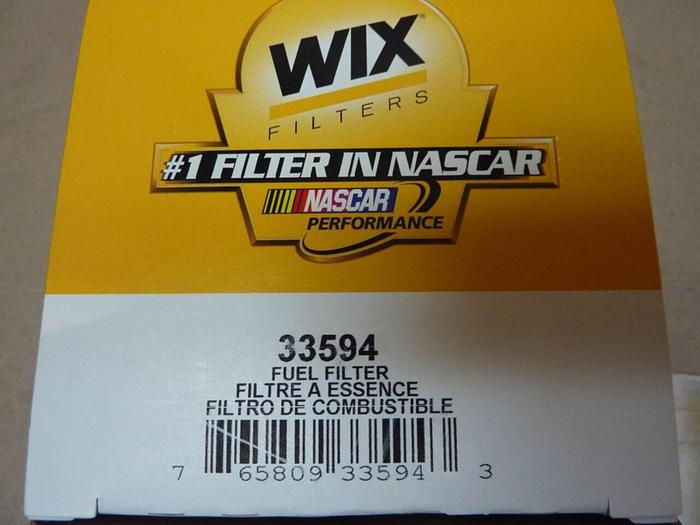 WIX®
FILTERS
#1 FILTER IN NASCAR
NASCAR
PERFORMANCE
33594
FUEL FILTER
FILTRE A ESSENCE
FILTRO DE COMBUSTIBLE
7 65809 33594 3